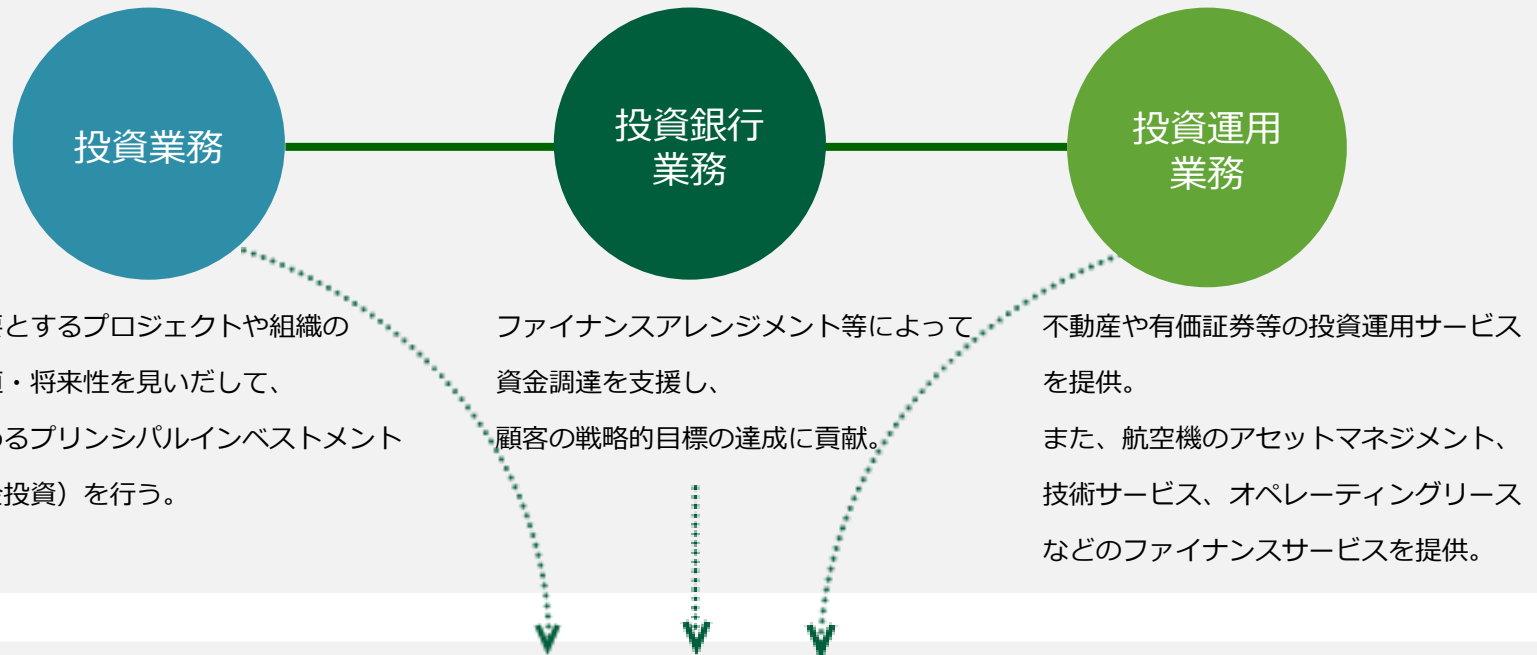 投資業務
投資銀行
業務
投資運用
業務
要とするプロジェクトや組織の
・将来性を見いだして、
るプリンシパルインベストメント
投資）を行う。
ファイナンスアレンジメント等によって
資金調達を支援し、
顧客の戦略的目標の達成に貢献。
不動産や有価証券等の投資運用サービス
を提供。
また、航空機のアセットマネジメント、
技術サービス、オペレーティングリース
などのファイナンスサービスを提供。